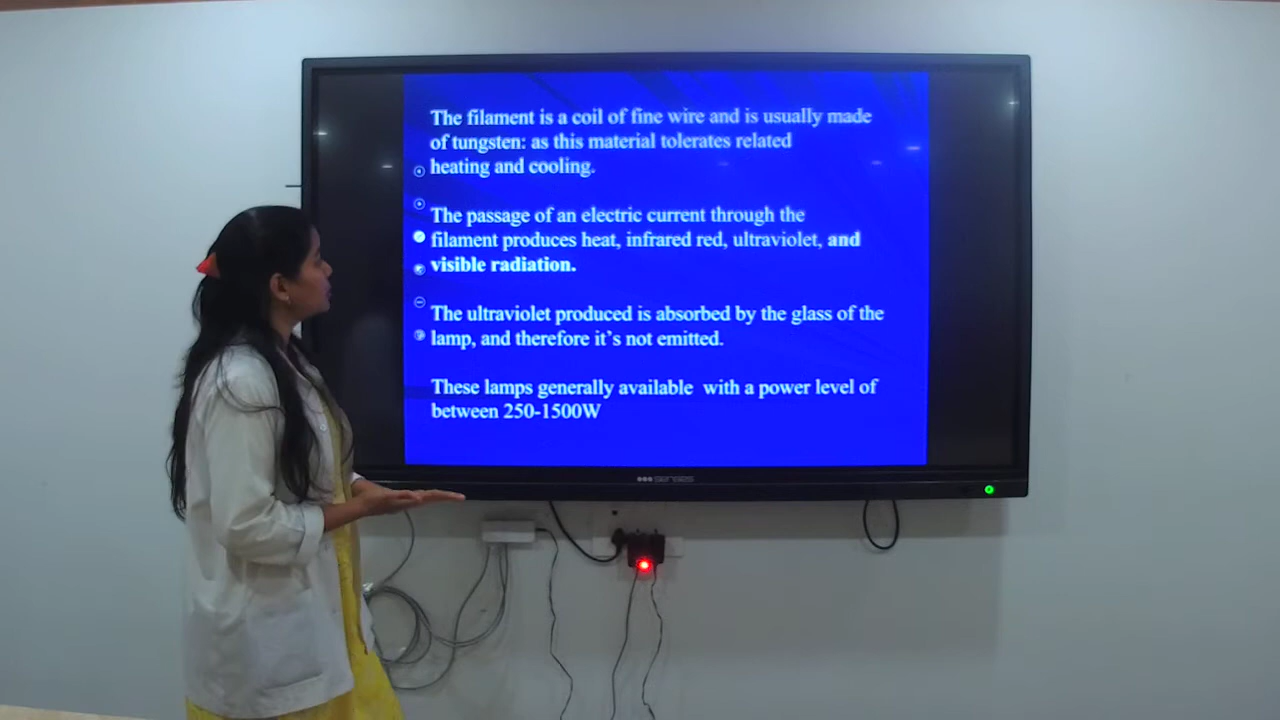 The filament is a coil of fine wire and is usually made
of tungsten: as this material tolerates related
heating and cooling.
The passage of an electric current through the
filament produces heat, infrared red, ultraviolet, and
visible radiation.
The ultraviolet produced is absorbed by the glass of the
lamp, and therefore it’s not emitted.
These lamps generally available  with a power level of
between 250-1500W